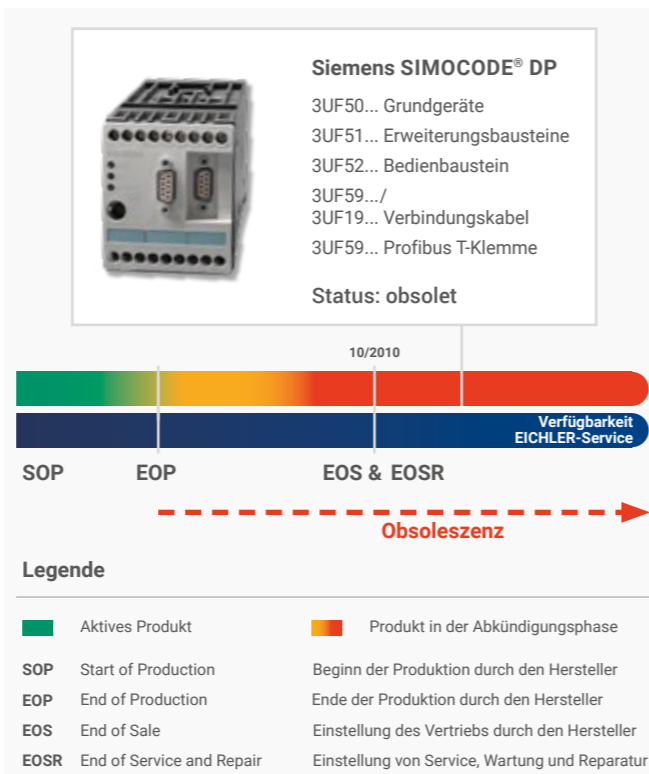 Siemens SIMOCODE® DP
3UF50... Grundgeräte
3UF51... Erweiterungsbausteine
3UF52... Bedienbaustein
3UF59.../
3UF19... Verbindungskabel
3UF59... Profibus T-Klemme
Status: obsolet
10/2010
Verfügbarkeit
EICHLER-Service
SOP EOP EOS & EOSR
Obsoleszenz
Legende
Aktives Produkt Produkt in der Abkündigungsphase
SOP Start of Production Beginn der Produktion durch den Hersteller
EOP End of Production Ende der Produktion durch den Hersteller
EOS End of Sale Einstellung des Vertriebs durch den Hersteller
EOSR End of Service and Repair Einstellung von Service, Wartung und Reparatur